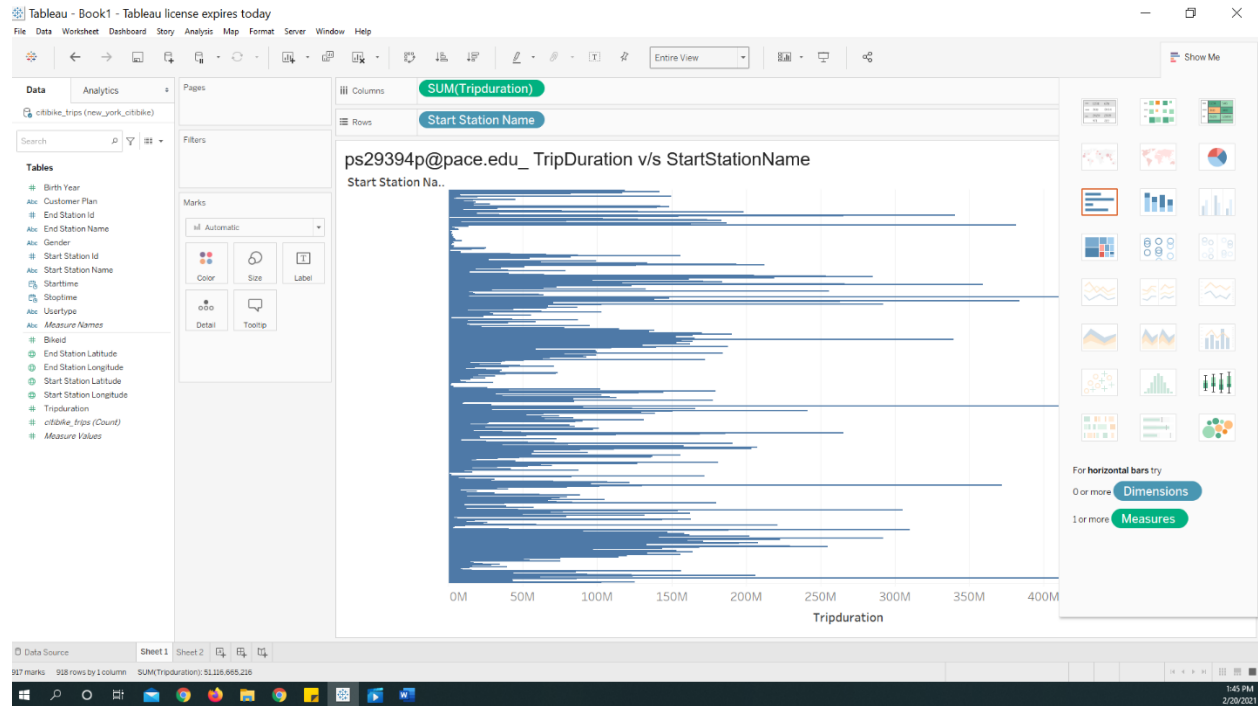 Tableau - Book1 - Tableau license expires today
File Data Worksheet Dashboard Story Analysis Map Format Server Window Help
Entire View
Show Me
Data Analytics
Pages
Columns SUM(Tripduration)
citibike_trips (new_york_citibike)
Rows Start Station Name
Search
Filters
ps29394p@pace.edu_ TripDuration v/s StartStationName
Start Station Na..
Tables
# Birth Year
Abc Customer Plan
# End Station Id
Abc End Station Name
Abc Gender
# Start Station Id
Abc Start Station Name
Starttime
Stoptime
Abc Usertype
Abc Measure Names
# Bikeid
End Station Latitude
End Station Longitude
Start Station Latitude
Start Station Longitude
# Tripduration
# citibike_trips (Count)
# Measure Values
Marks
Automatic
Color Size Label
Detail Tooltip
For horizontal bars try
0 or more Dimensions
1 or more Measures
0M 50M 100M 150M 200M 250M 300M 350M 400M
Tripduration
Data Source Sheet 1 Sheet 2
917 marks 918 rows by 1 column SUM(Tripduration): 51,116,665,216
1:45 PM
2/20/2021